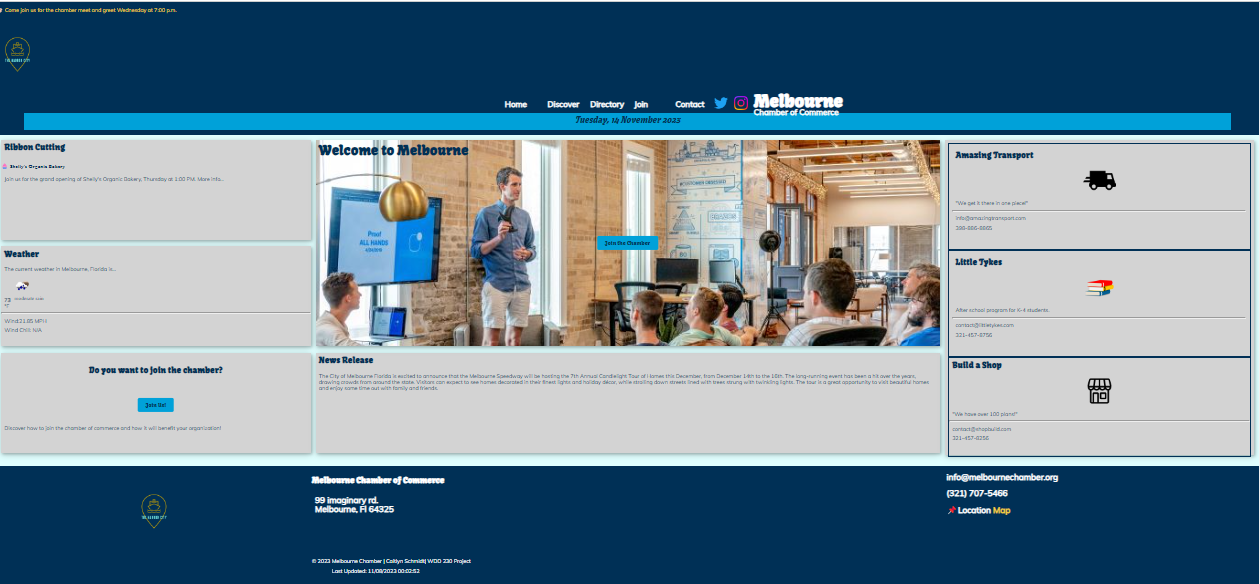 Come join us for the chamber meet and greet Wednesday at 7:00 p.m.
Home Discover Directory Join Contact
Melbourne
Chamber of Commerce
Tuesday, 14 November 2023
Ribbon Cutting
Shelly's Organic Bakery
Join us for the grand opening of Shelly's Organic Bakery, Thursday at 1:00 PM. More Info...
Weather
The current weather in Melbourne, Florida is...
73
Wind:21.85 MPH
Wind Chill: N/A
Do you want to join the chamber?
Join Us!
Discover how to join the chamber of commerce and how it will benefit your organization!
Welcome to Melbourne
Proof
ALL HANDS
Join the Chamber
News Release
The City of Melbourne Florida is excited to announce that the Melbourne Speedway will be hosting the 7th Annual Candlelight Tour of Homes this December, from December 14th to the 16th. The long-running event has been a hit over the years,
drawing crowds from around the state. Visitors can expect to see homes decorated in their finest lights and holiday décor, while strolling down streets lined with trees strung with twinkling lights. The tour is a great opportunity to visit beautiful homes
and enjoy some time out with family and friends.
Amazing Transport
"We get it there in one piece!"
info@amazingtransport.com
398-866-8865
Little Tykes
After school program for K-4 students.
contact@littletykes.com
321-457-8756
Build a Shop
"We have over 100 plans!"
contact@shopbuild.com
321-457-8256
Melbourne Chamber of Commerce
99 imaginary rd.
Melbourne, Fl 64325
© 2023 Melbourne Chamber | Caitlyn Schmidt| WDD 230 Project
Last Updated: 11/08/2023 00:02:52
info@melbournechamber.org
(321) 707-5466
Location Map